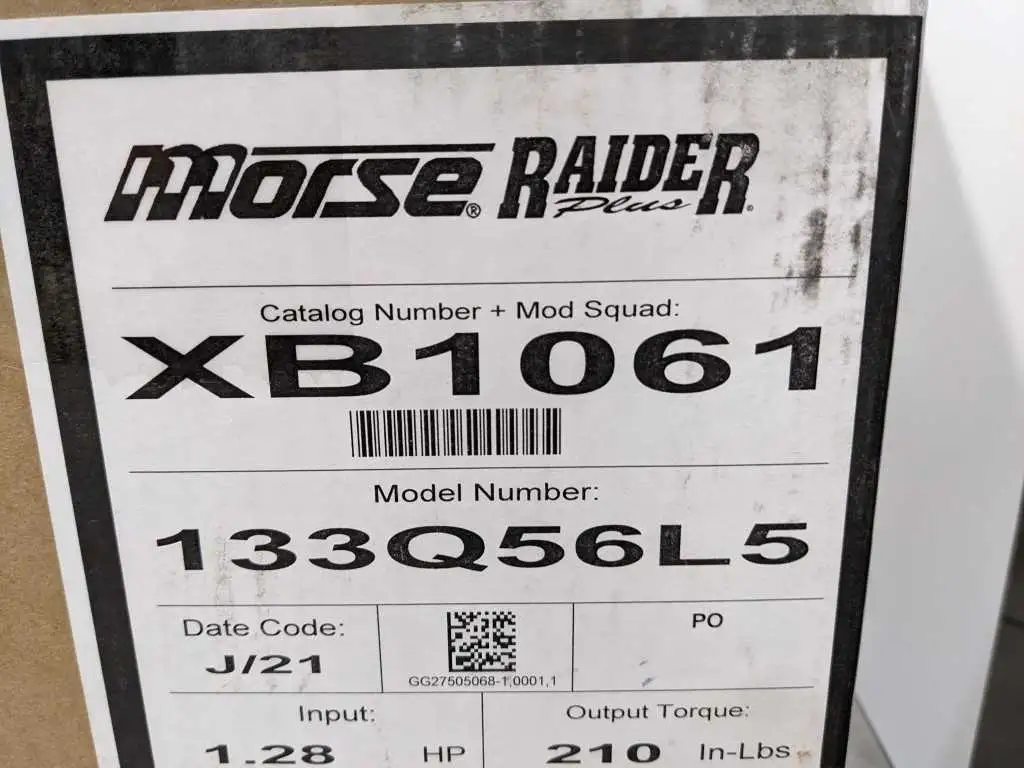 morse® RAIDER Plus®
Catalog Number + Mod Squad:
XB1061
Model Number:
133Q56L5
Date Code:
J/21
GG27505068-1,0001,1
PO
Input:
1.28 HP
Output Torque:
210 In-Lbs